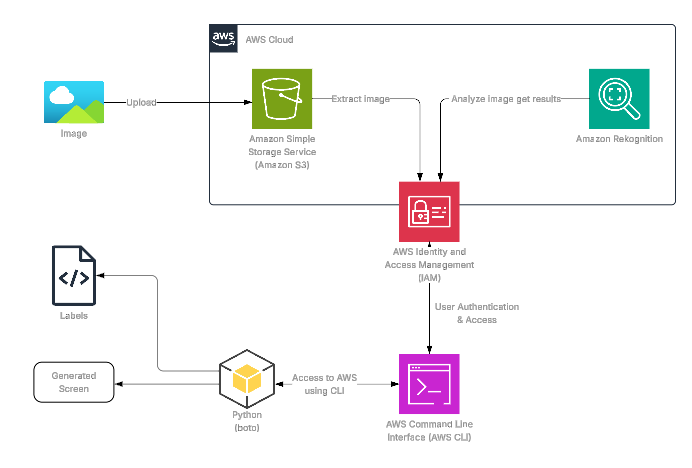 aws
AWS Cloud
Image
Upload
Amazon Simple
Storage Service
(Amazon S3)
Extract image
Analyze image get results
Amazon Rekognition
AWS Identity and
Access Management
(IAM)
User Authentication
& Access
Labels
Generated
Screen
Python
(boto)
Access to AWS
using CLI
AWS Command Line
Interface (AWS CLI)